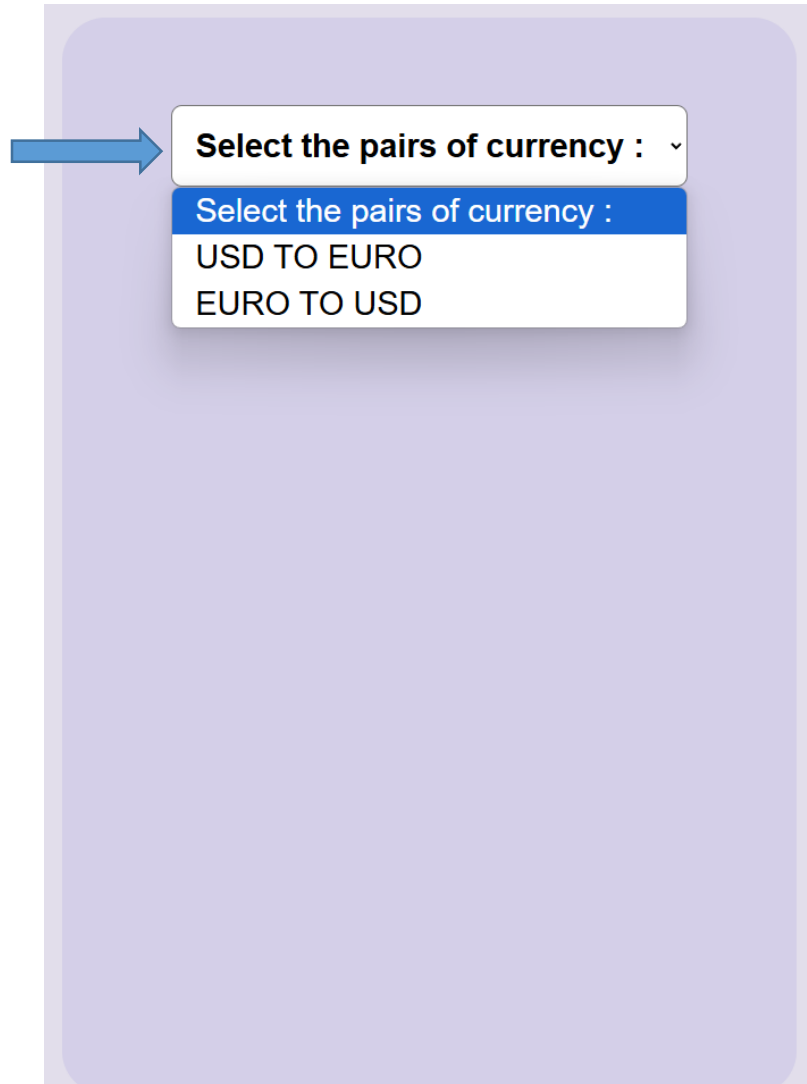 Select the pairs of currency :
Select the pairs of currency :
USD TO EURO
EURO TO USD